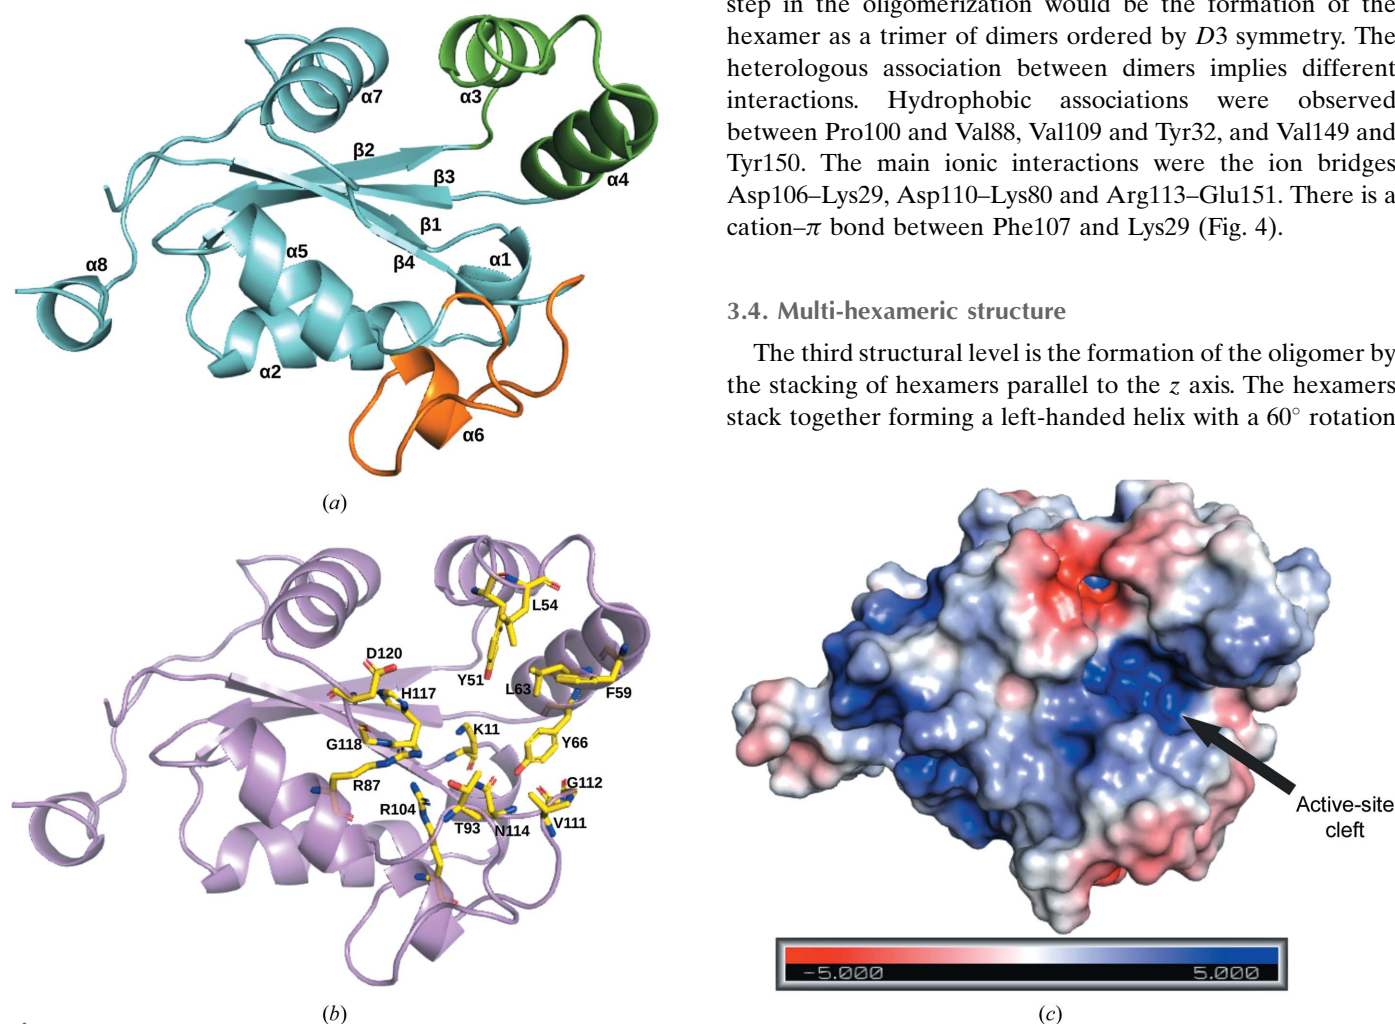 α7
α3
α4
β2
β3
β1
β4
α1
α5
α8
α2
α6
(a)
D120
H117
G118
R87
R104
K11
T93
N114
V111
G112
Y66
F59
L63
Y51
L54
(b)
step in the oligomerization would be the formation of the
hexamer as a trimer of dimers ordered by D3 symmetry. The
heterologous association between dimers implies different
interactions. Hydrophobic associations were observed
between Pro100 and Val88, Val109 and Tyr32, and Val149 and
Tyr150. The main ionic interactions were the ion bridges
Asp106–Lys29, Asp110–Lys80 and Arg113–Glu151. There is a
cation–π bond between Phe107 and Lys29 (Fig. 4).
3.4. Multi-hexameric structure
The third structural level is the formation of the oligomer by
the stacking of hexamers parallel to the z axis. The hexamers
stack together forming a left-handed helix with a 60° rotation
Active-site
cleft
-5.000 5.000
(c)